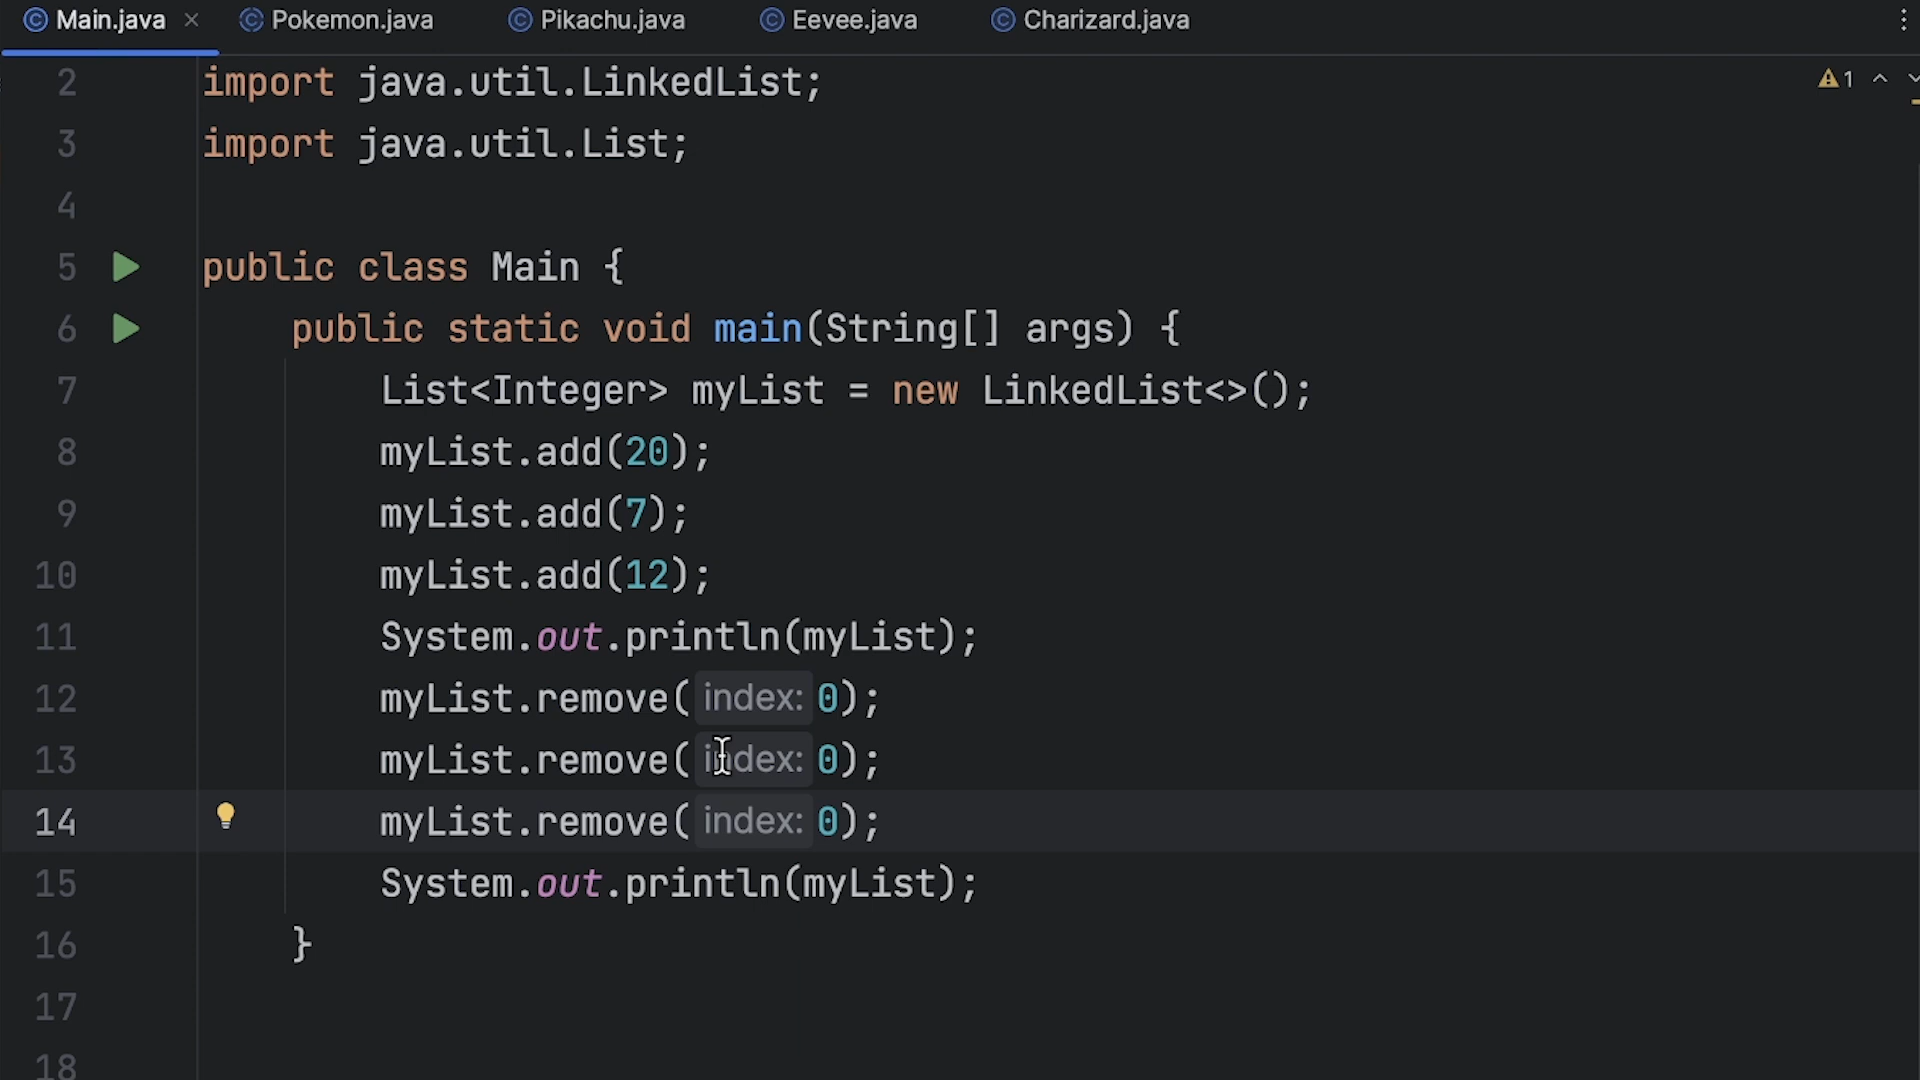 Main.java Pokemon.java Pikachu.java Eevee.java Charizard.java
2 import java.util.LinkedList; 1
3 import java.util.List;
4
5 public class Main {
6 public static void main(String[] args) {
7 List<Integer> myList = new LinkedList<>();
8 myList.add(20);
9 myList.add(7);
10 myList.add(12);
11 System.out.println(myList);
12 myList.remove( index: 0);
13 myList.remove( index: 0);
14 myList.remove( index: 0);
15 System.out.println(myList);
16 }
17
18